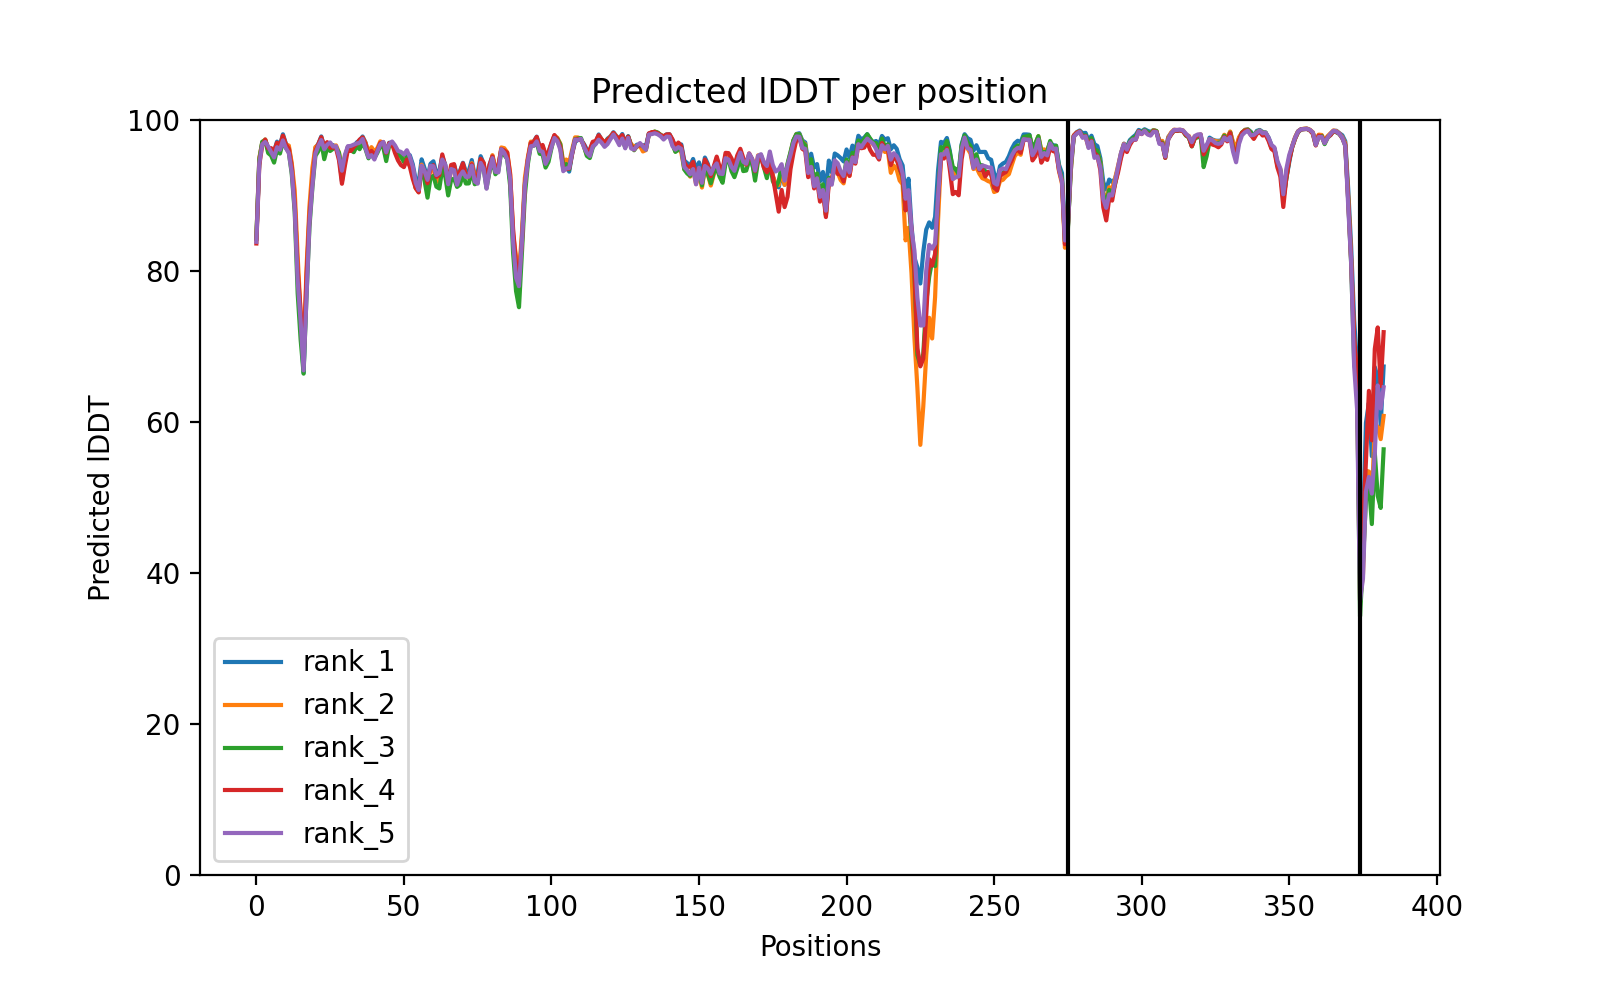 Predicted lDDT per position
100
80
60
40
20
0
Predicted lDDT
rank_1
rank_2
rank_3
rank_4
rank_5
0 50 100 150 200 250 300 350 400
Positions